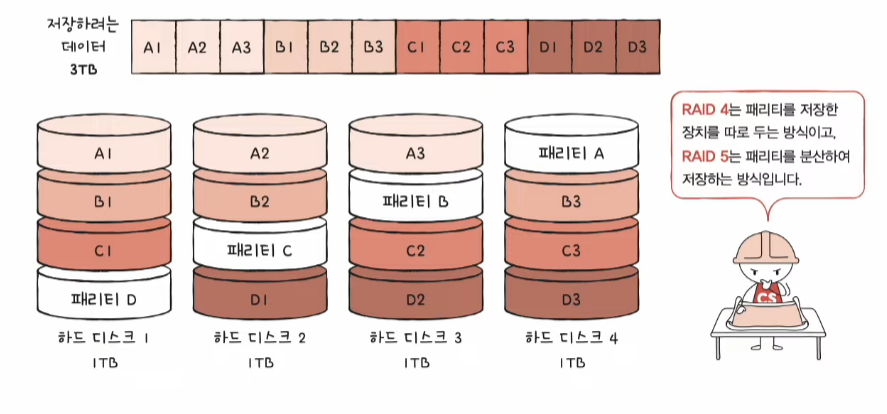 저장하려는
데이터
3TB
A1 A2 A3 B1 B2 B3 C1 C2 C3 D1 D2 D3
A1 A2 A3 패리티 A
B1 B2 패리티 B B3
C1 패리티 C C2 C3
패리티 D D1 D2 D3
하드 디스크 1 하드 디스크 2 하드 디스크 3 하드 디스크 4
1TB 1TB 1TB 1TB
RAID 4는 패리티를 저장한
장치를 따로 두는 방식이고,
RAID 5는 패리티를 분산하여
저장하는 방식입니다.
CS